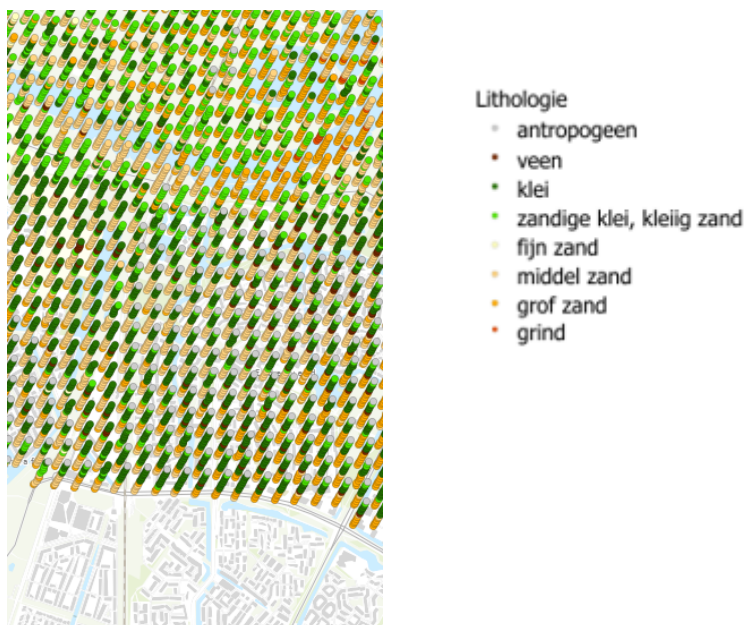 Lithologie
antropogeen
veen
klei
zandige klei, kleiig zand
fijn zand
middel zand
grof zand
grind